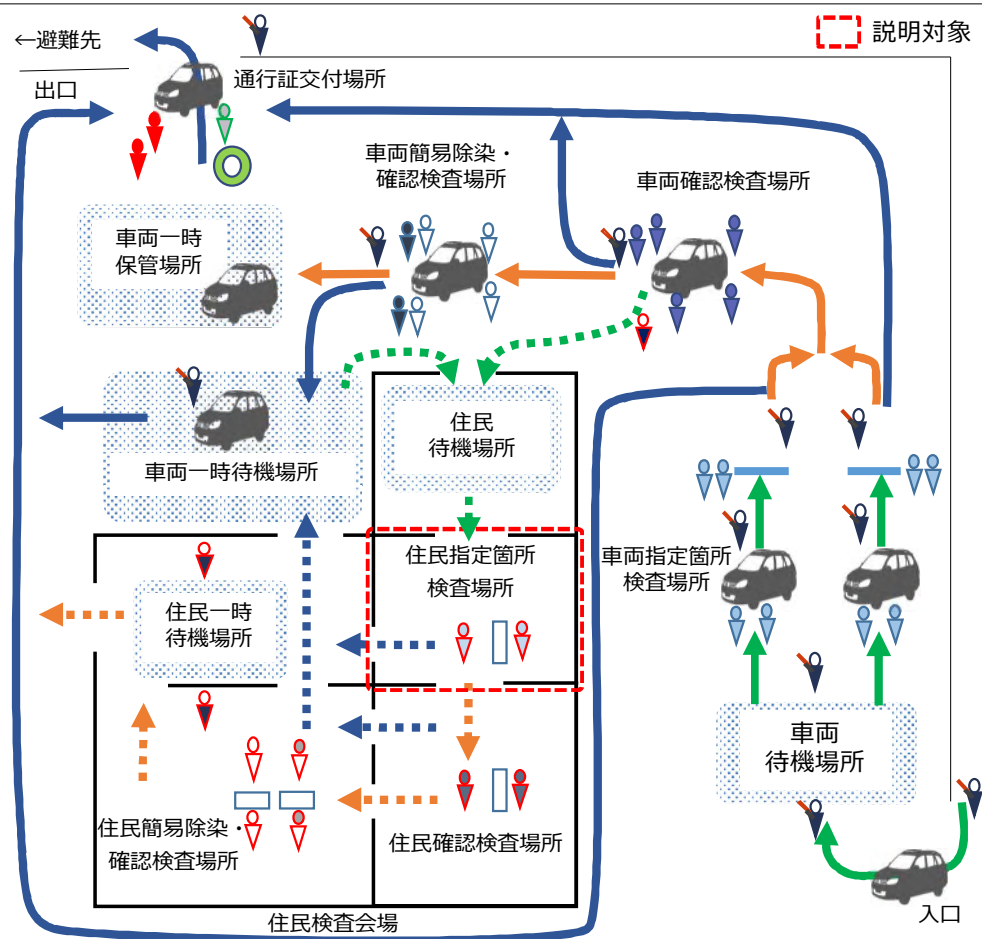 説明対象
←避難先
出口
通行証交付場所
車両簡易除染・
確認検査場所
車両確認検査場所
車両一時
保管場所
住民
待機場所
車両一時待機場所
住民指定箇所
検査場所
車両指定箇所
検査場所
住民一時
待機場所
車両
待機場所
住民簡易除染・
確認検査場所
住民確認検査場所
入口
住民検査会場